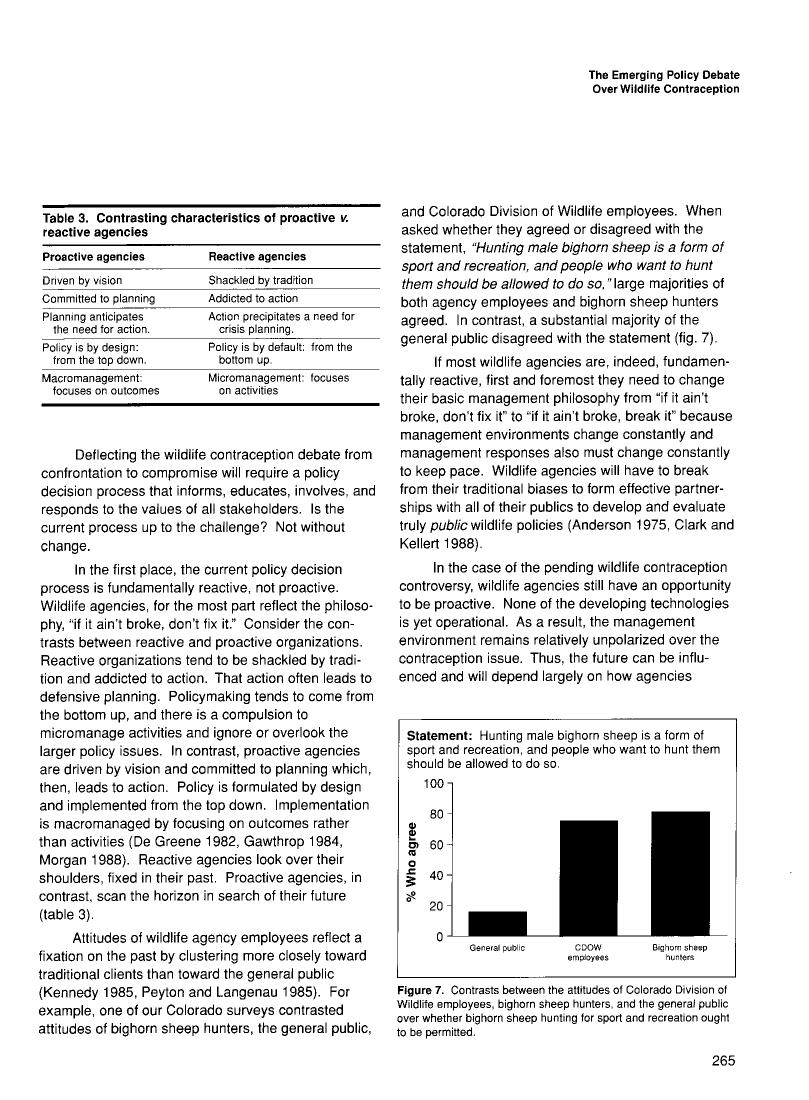 The Emerging Policy Debate
Over Wildlife Contraception
Table 3. Contrasting characteristics of proactive v.
reactive agencies
Proactive agencies Reactive agencies
Driven by vision Shackled by tradition
Committed to planning Addicted to action
Planning anticipates Action precipitates a need for
the need for action. crisis planning.
Policy is by design: Policy is by default: from the
from the top down. bottom up.
Macromanagement: Micromanagement: focuses
focuses on outcomes on activities
Deflecting the wildlife contraception debate from
confrontation to compromise will require a policy
decision process that informs, educates, involves, and
responds to the values of all stakeholders. Is the
current process up to the challenge? Not without
change.
In the first place, the current policy decision
process is fundamentally reactive, not proactive.
Wildlife agencies, for the most part reflect the philoso-
phy, “if it ain’t broke, don’t fix it.” Consider the con-
trasts between reactive and proactive organizations.
Reactive organizations tend to be shackled by tradi-
tion and addicted to action. That action often leads to
defensive planning. Policymaking tends to come from
the bottom up, and there is a compulsion to
micromanage activities and ignore or overlook the
larger policy issues. In contrast, proactive agencies
are driven by vision and committed to planning which,
then, leads to action. Policy is formulated by design
and implemented from the top down. Implementation
is macromanaged by focusing on outcomes rather
than activities (De Greene 1982, Gawthrop 1984,
Morgan 1988). Reactive agencies look over their
shoulders, fixed in their past. Proactive agencies, in
contrast, scan the horizon in search of their future
(table 3).
Attitudes of wildlife agency employees reflect a
fixation on the past by clustering more closely toward
traditional clients than toward the general public
(Kennedy 1985, Peyton and Langenau 1985). For
example, one of our Colorado surveys contrasted
attitudes of bighorn sheep hunters, the general public,
and Colorado Division of Wildlife employees. When
asked whether they agreed or disagreed with the
statement, “Hunting male bighorn sheep is a form of
sport and recreation, and people who want to hunt
them should be allowed to do so,” large majorities of
both agency employees and bighorn sheep hunters
agreed. In contrast, a substantial majority of the
general public disagreed with the statement (fig. 7).
If most wildlife agencies are, indeed, fundamen-
tally reactive, first and foremost they need to change
their basic management philosophy from “if it ain’t
broke, don’t fix it” to “if it ain’t broke, break it” because
management environments change constantly and
management responses also must change constantly
to keep pace. Wildlife agencies will have to break
from their traditional biases to form effective partner-
ships with all of their publics to develop and evaluate
truly public wildlife policies (Anderson 1975, Clark and
Kellert 1988).
In the case of the pending wildlife contraception
controversy, wildlife agencies still have an opportunity
to be proactive. None of the developing technologies
is yet operational. As a result, the management
environment remains relatively unpolarized over the
contraception issue. Thus, the future can be influ-
enced and will depend largely on how agencies
Statement: Hunting male bighorn sheep is a form of
sport and recreation, and people who want to hunt them
should be allowed to do so.
100
80
60
40
20
0
% Who agree
General public CDOW Bighorn sheep
employees hunters
Figure 7. Contrasts between the attitudes of Colorado Division of
Wildlife employees, bighorn sheep hunters, and the general public
over whether bighorn sheep hunting for sport and recreation ought
to be permitted.
265